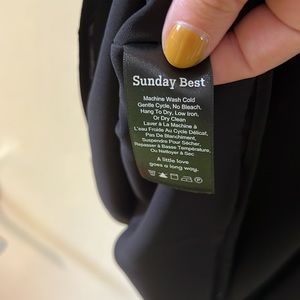 Sunday Best
Machine Wash Cold
Gentle Cycle, No Bleach.
Hang To Dry, Low Iron,
Or Dry Clean
Laver à La Machine à
L'eau Froide Au Cycle Délicat,
Pas De Blanchiment,
Suspendre Pour Sécher,
Repasser à Basse Température,
Ou Nettoyer à Sec
A little love
goes a long way.